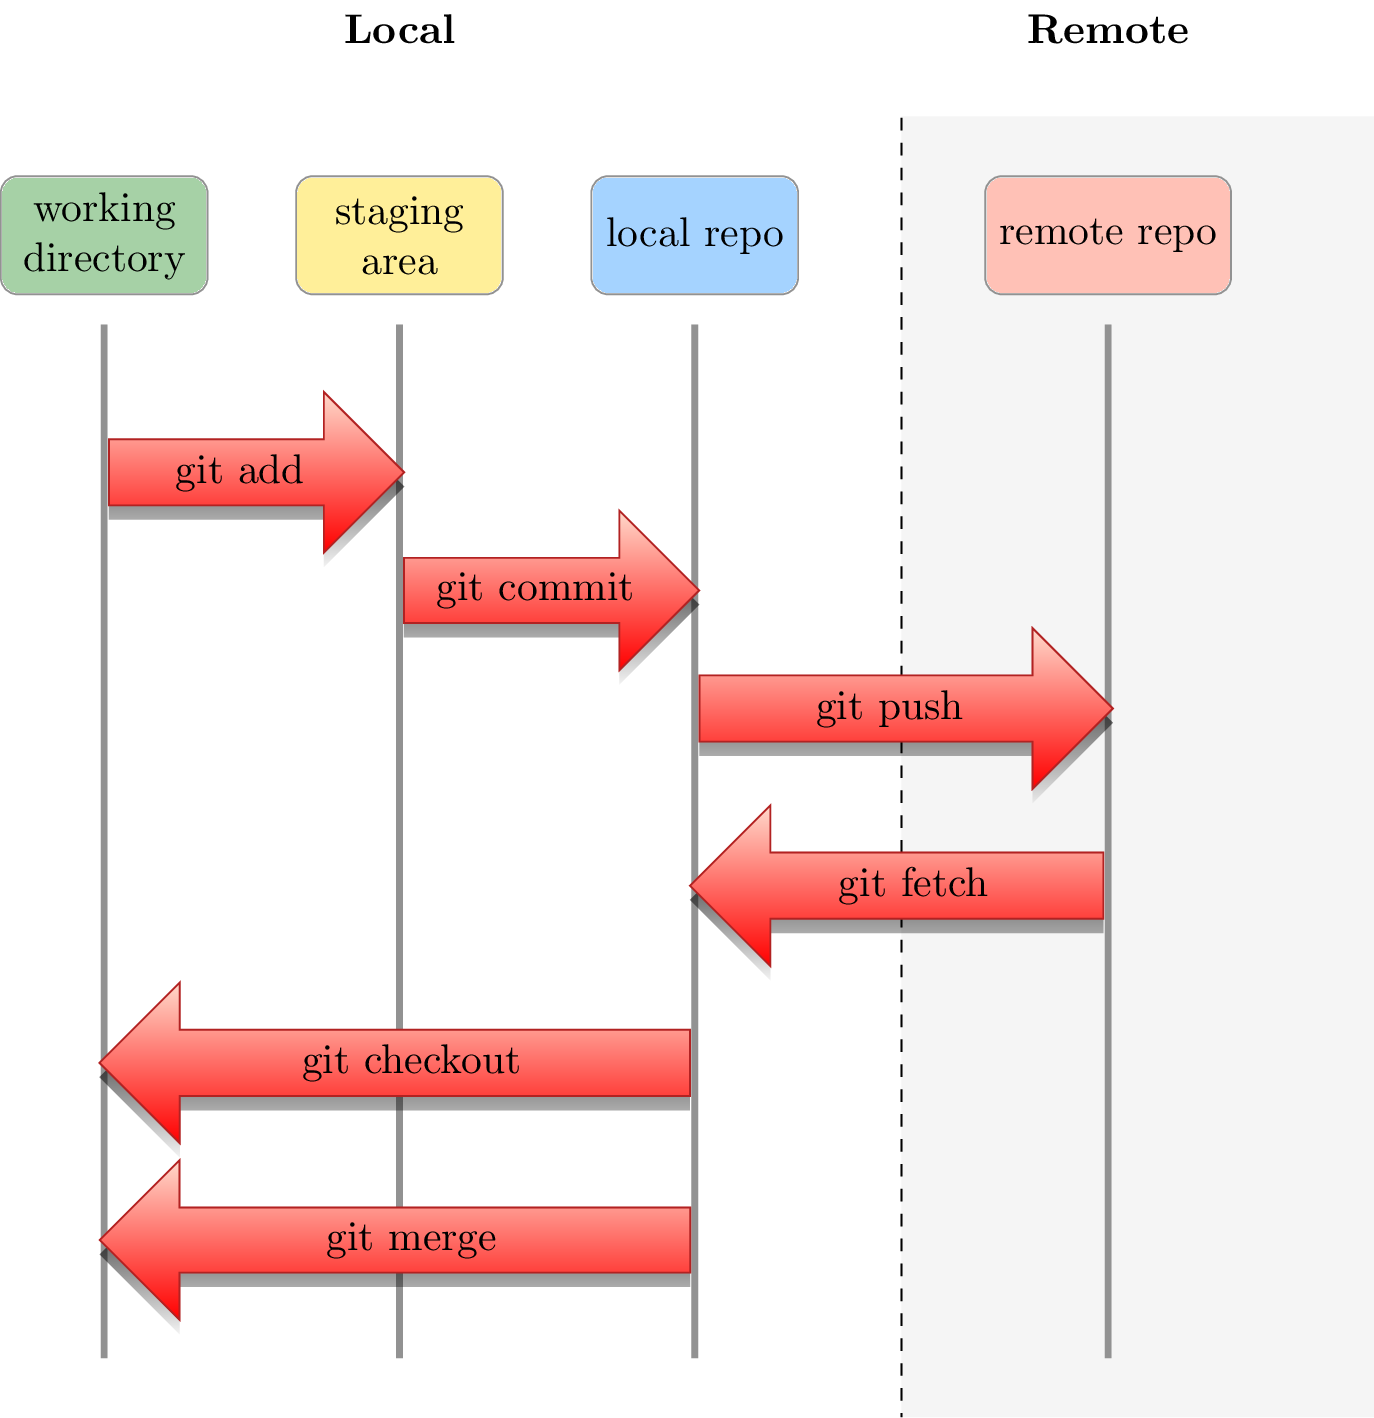 Local
Remote
working
directory
staging
area
local repo
remote repo
git add
git commit
git push
git fetch
git checkout
git merge